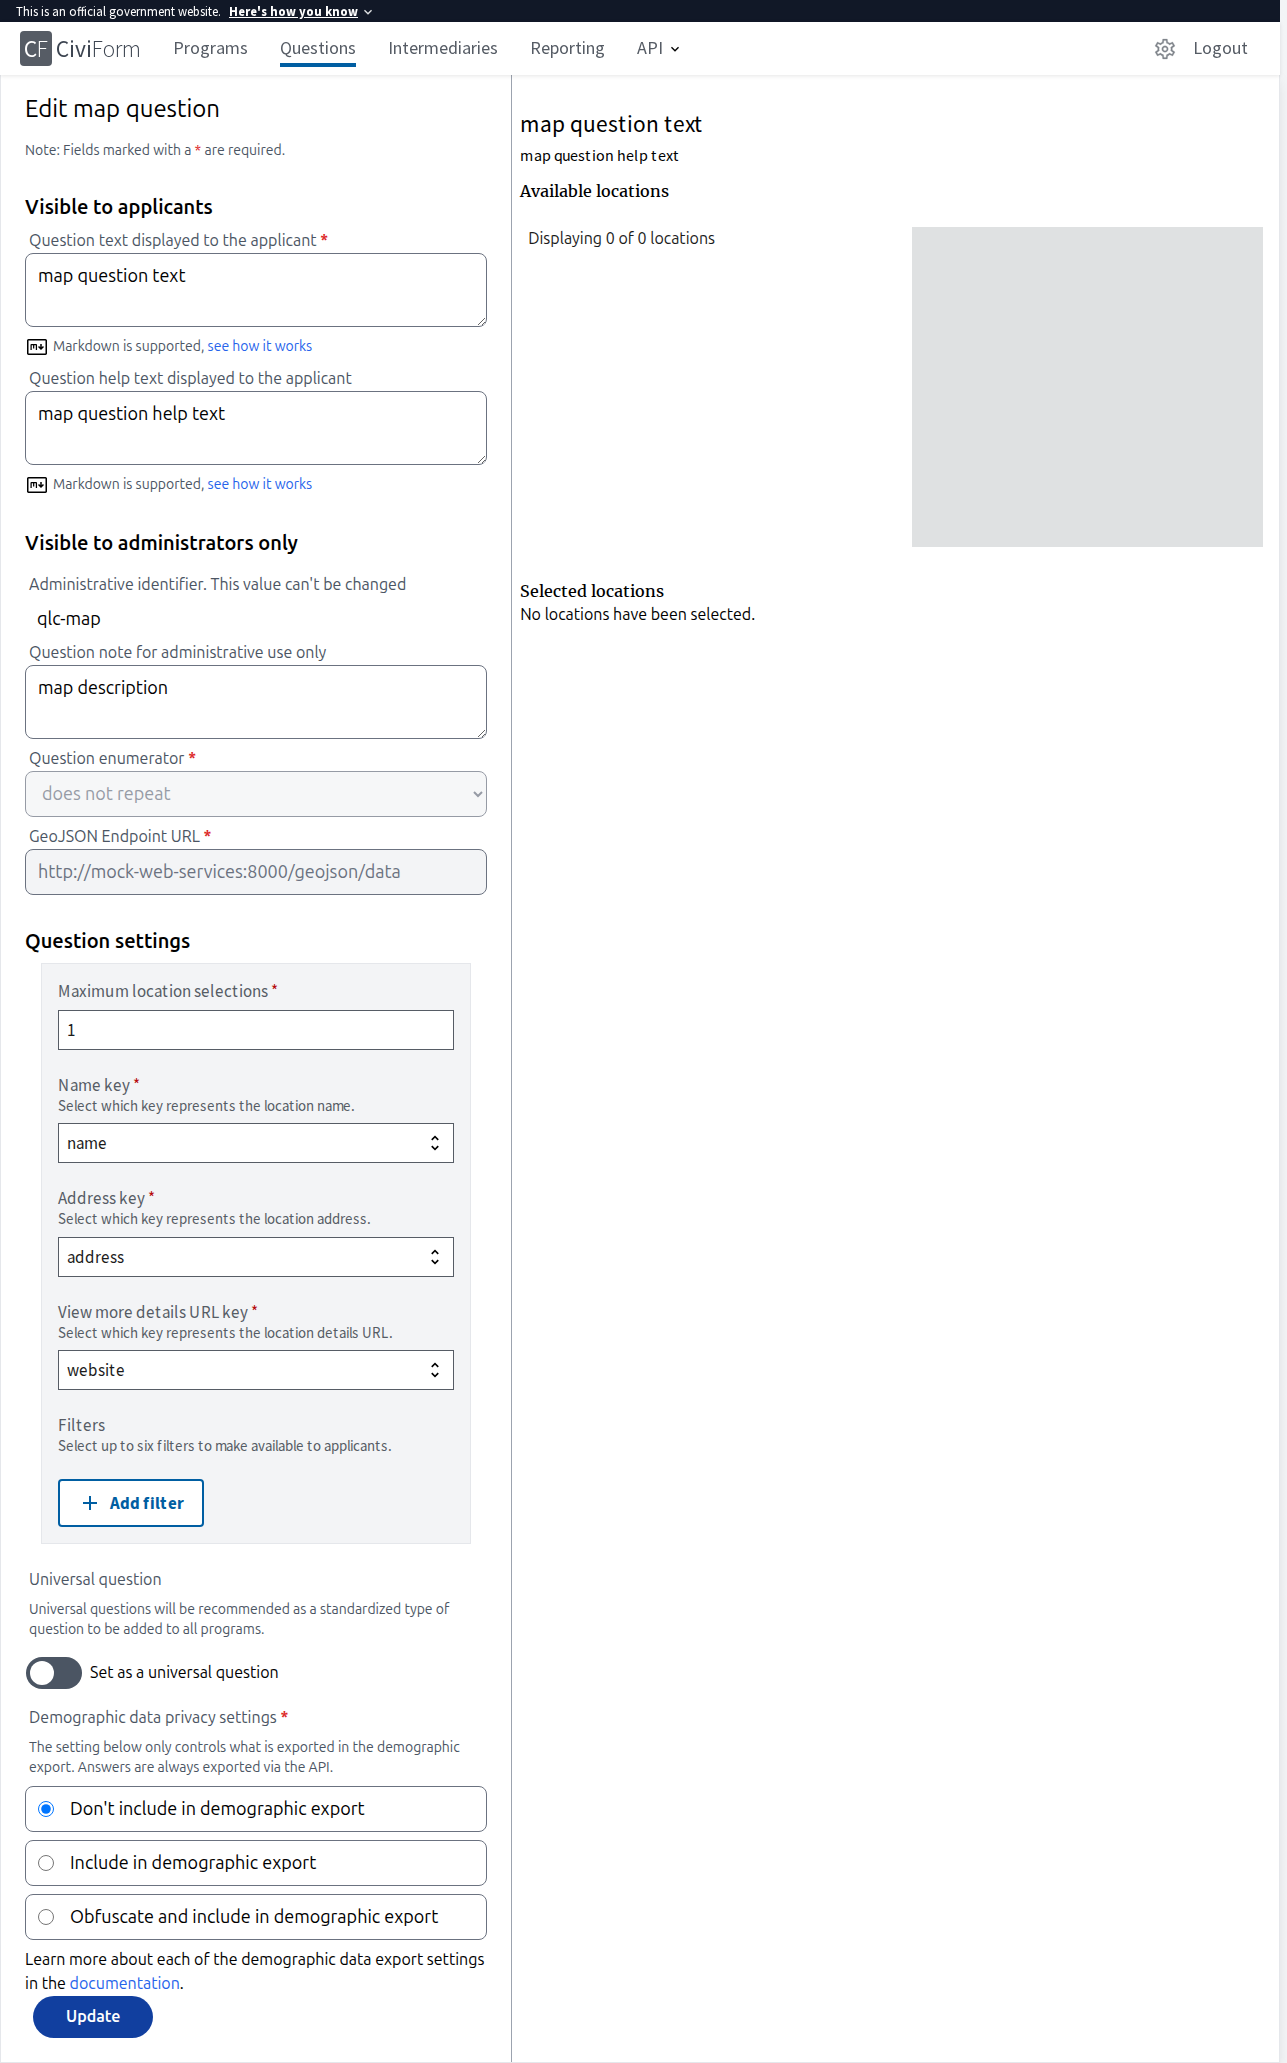 This is an official government website. Here's how you know
CF CiviForm Programs Questions Intermediaries Reporting API Logout
Edit map question
Note: Fields marked with a * are required.
Visible to applicants
Question text displayed to the applicant *
map question text
Markdown is supported, see how it works
Question help text displayed to the applicant
map question help text
Markdown is supported, see how it works
Visible to administrators only
Administrative identifier. This value can't be changed
qlc-map
Question note for administrative use only
map description
Question enumerator *
does not repeat
GeoJSON Endpoint URL *
http://mock-web-services:8000/geojson/data
Question settings
Maximum location selections *
1
Name key *
Select which key represents the location name.
name
Address key *
Select which key represents the location address.
address
View more details URL key *
Select which key represents the location details URL.
website
Filters
Select up to six filters to make available to applicants.
Add filter
Universal question
Universal questions will be recommended as a standardized type of
question to be added to all programs.
Set as a universal question
Demographic data privacy settings *
The setting below only controls what is exported in the demographic
export. Answers are always exported via the API.
Don't include in demographic export
Include in demographic export
Obfuscate and include in demographic export
Learn more about each of the demographic data export settings
in the documentation.
Update
map question text
map question help text
Available locations
Displaying 0 of 0 locations
Selected locations
No locations have been selected.